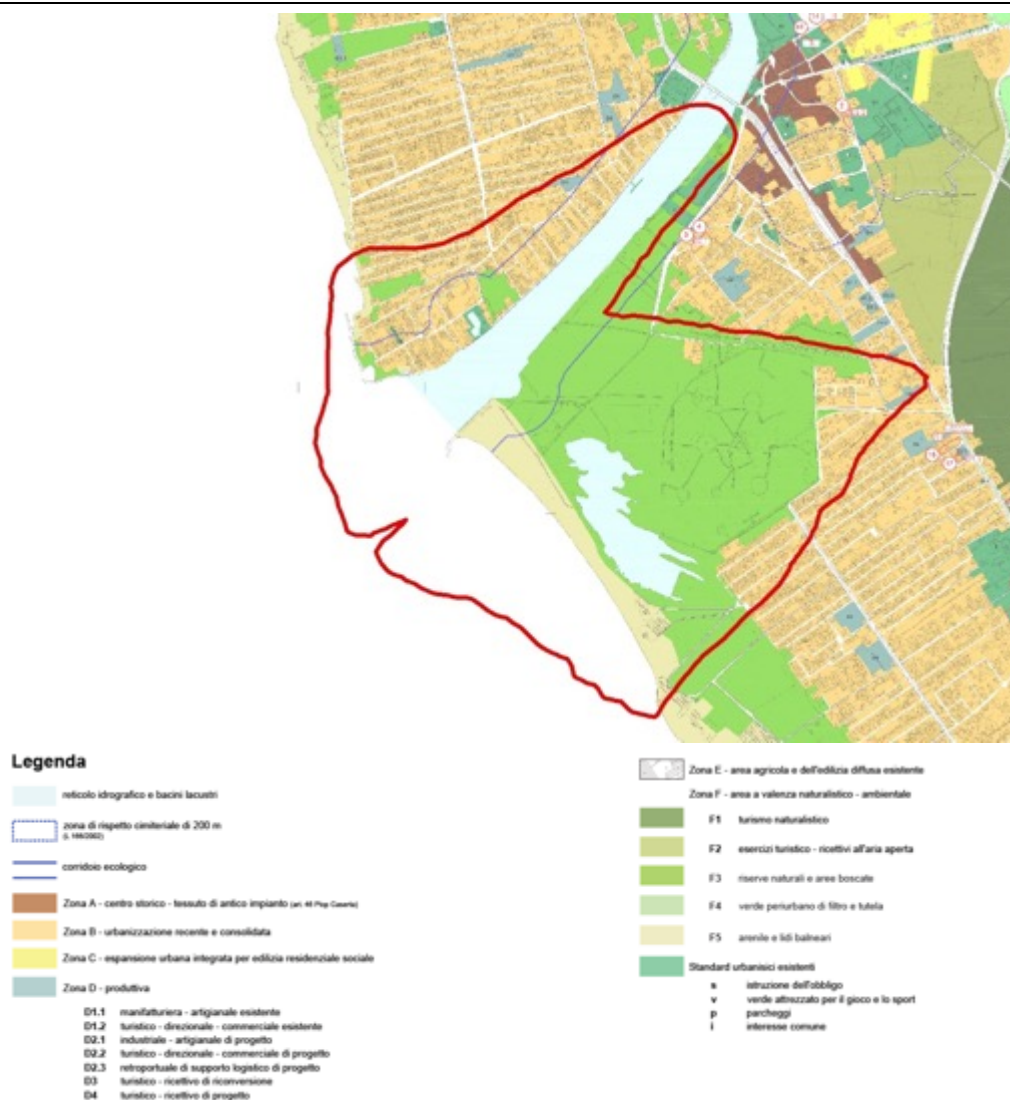 Legenda
reticolo idrografico e bacini lacustri
zona di rispetto cimiteriale di 200 m
(l. 166/2002)
corridoio ecologico
Zona A - centro storico - tessuto di antico impianto (art. 48 Ptcp Caserta)
Zona B - urbanizzazione recente e consolidata
Zona C - espansione urbana integrata per edilizia residenziale sociale
Zona D - produttiva
D1.1 manifatturiera - artigianale esistente
D1.2 turistico - direzionale - commerciale esistente
D2.1 industriale - artigianale di progetto
D2.2 turistico - direzionale - commerciale di progetto
D2.3 retroportuale di supporto logistico di progetto
D3 turistico - ricettivo di riconversione
D4 turistico - ricettivo di progetto
Zona E - area agricola e dell'edilizia diffusa esistente
Zona F - area a valenza naturalistico - ambientale
F1 turismo naturalistico
F2 esercizi turistico - ricettivi all'aria aperta
F3 riserve naturali e aree boscate
F4 verde periurbano di filtro e tutela
F5 arenile e lidi balneari
Standard urbanisici esistenti
s istruzione dell'obbligo
v verde attrezzato per il gioco e lo sport
p parcheggi
i interesse comune